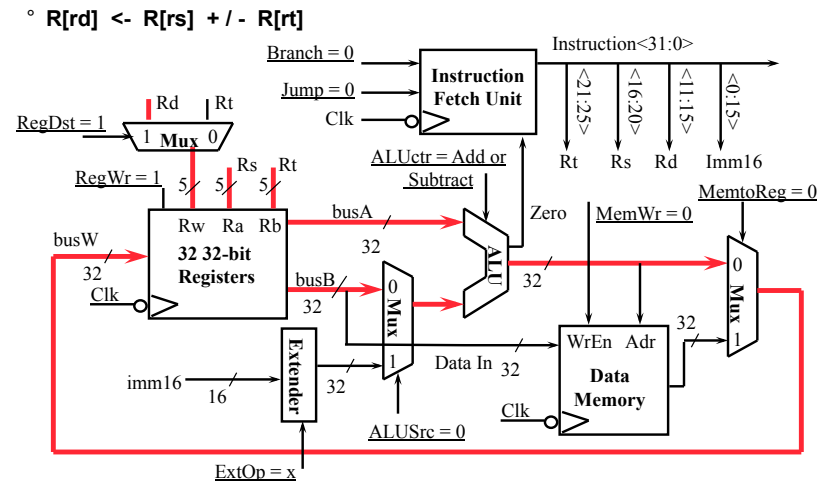 ° R[rd] <- R[rs] + / - R[rt]
Branch = 0
Jump = 0
Clk
Instruction
Fetch Unit
Instruction<31:0>
<21:25>
<16:20>
<11:15>
<0:15>
Rt
Rs
Rd
Imm16
Rd
Rt
RegDst = 1
1 Mux 0
ALUctr = Add or
Subtract
Zero
MemWr = 0
MemtoReg = 0
RegWr = 1
5
5
5
Rs
Rt
Rw Ra Rb
32 32-bit
Registers
busW
32
Clk
busA
32
busB
32
0
Mux
1
ALU
32
0
Mux
1
32
imm16
16
Extender
32
Data In
32
WrEn Adr
Data
Memory
Clk
ALUSrc = 0
ExtOp = x